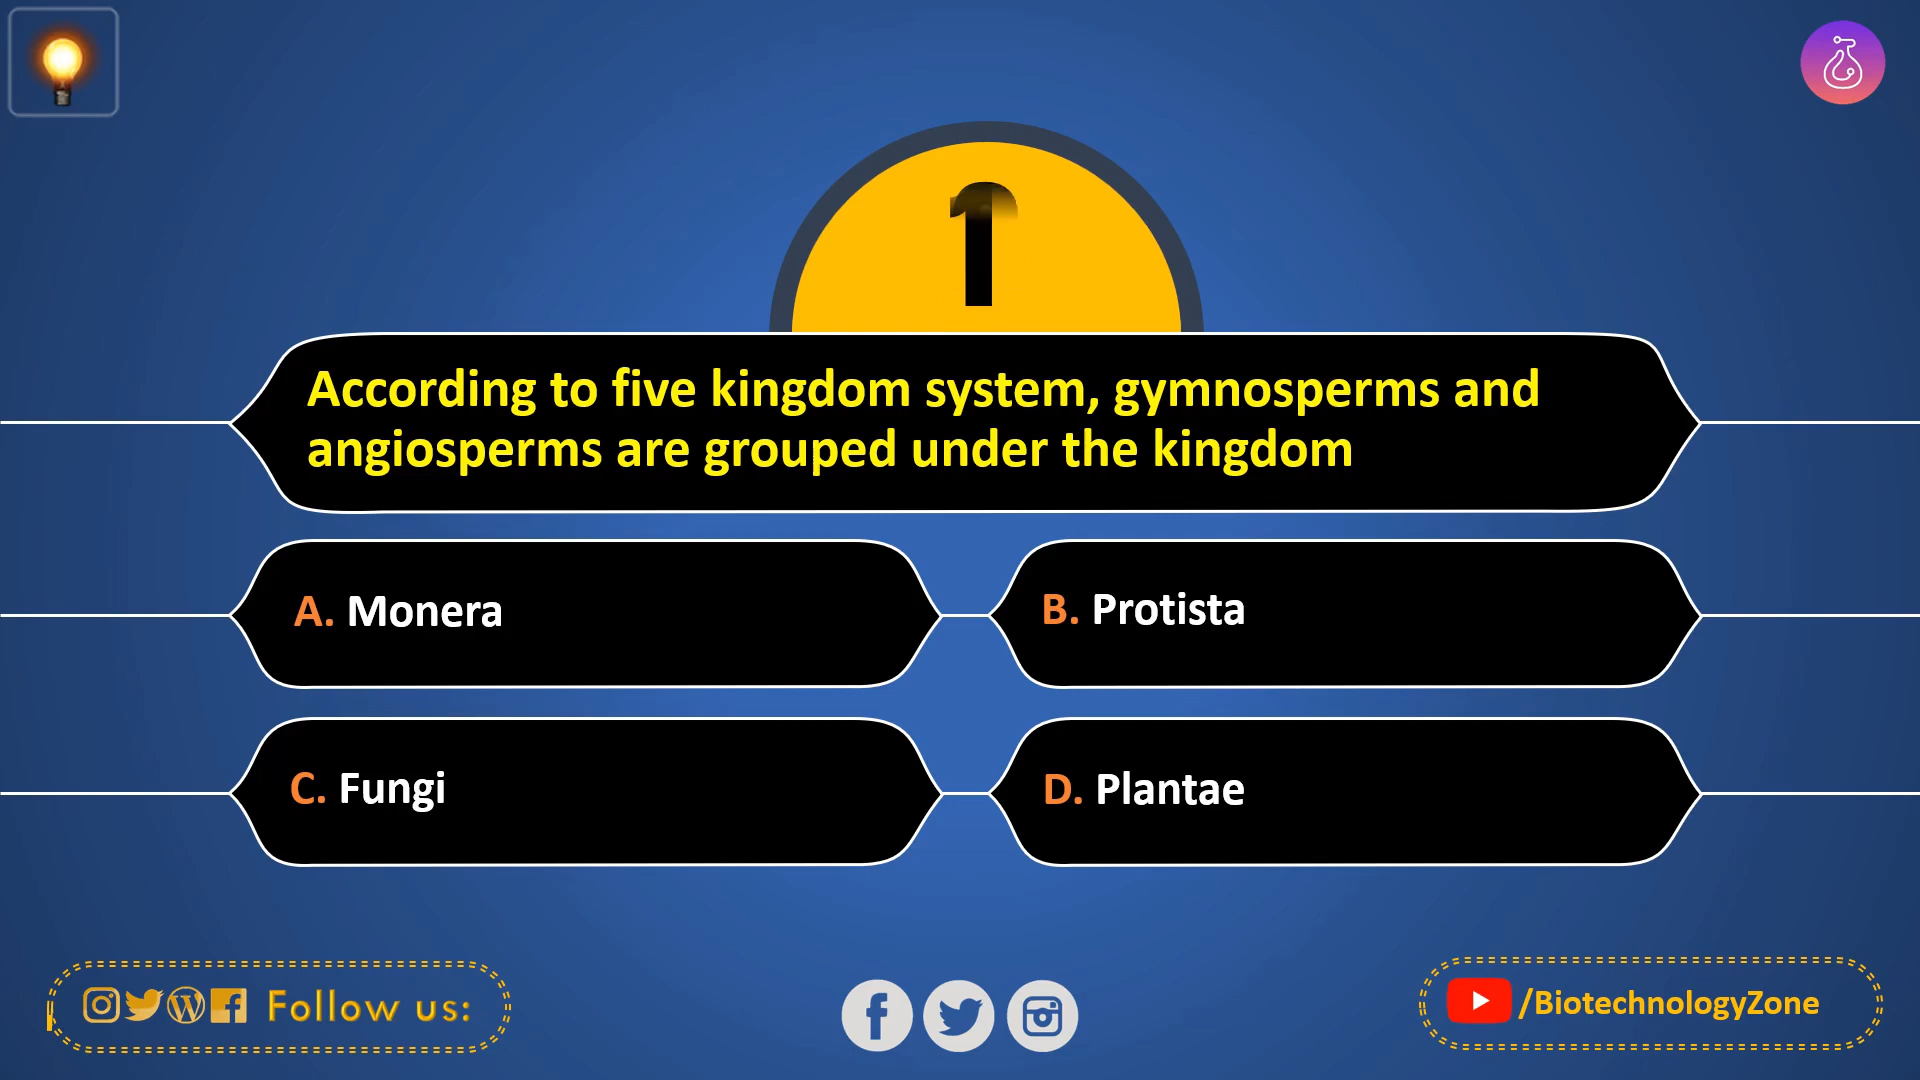 1
According to five kingdom system, gymnosperms and
angiosperms are grouped under the kingdom
A. Monera
B. Protista
C. Fungi
D. Plantae
Follow us:
/BiotechnologyZone